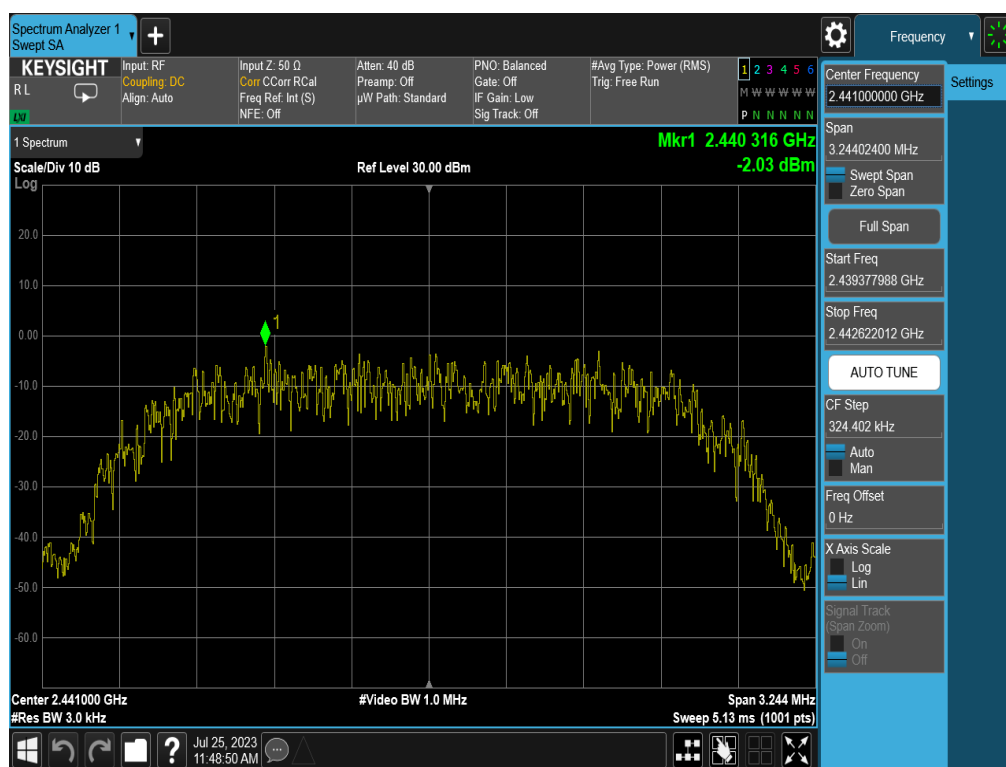 Spectrum Analyzer 1
Swept SA
+
Frequency
KEYSIGHT
RL
LXI
Input: RF
Coupling: DC
Align: Auto
Input Z: 50 Ω
Corr CCorr RCal
Freq Ref: Int (S)
NFE: Off
Atten: 40 dB
Preamp: Off
µW Path: Standard
PNO: Balanced
Gate: Off
IF Gain: Low
Sig Track: Off
#Avg Type: Power (RMS)
Trig: Free Run
1 2 3 4 5 6
M W W W W W
P N N N N N
1 Spectrum
Mkr1 2.440 316 GHz
Scale/Div 10 dB
Ref Level 30.00 dBm
-2.03 dBm
Log
20.0
10.0
0.00
-10.0
-20.0
-30.0
-40.0
-50.0
-60.0
1
Center 2.441000 GHz
#Video BW 1.0 MHz
Span 3.244 MHz
#Res BW 3.0 kHz
Sweep 5.13 ms (1001 pts)
Center Frequency
2.441000000 GHz
Settings
Span
3.24402400 MHz
Swept Span
Zero Span
Full Span
Start Freq
2.439377988 GHz
Stop Freq
2.442622012 GHz
AUTO TUNE
CF Step
324.402 kHz
Auto
Man
Freq Offset
0 Hz
X Axis Scale
Log
Lin
Signal Track
(Span Zoom)
On
Off
?
Jul 25, 2023
11:48:50 AM